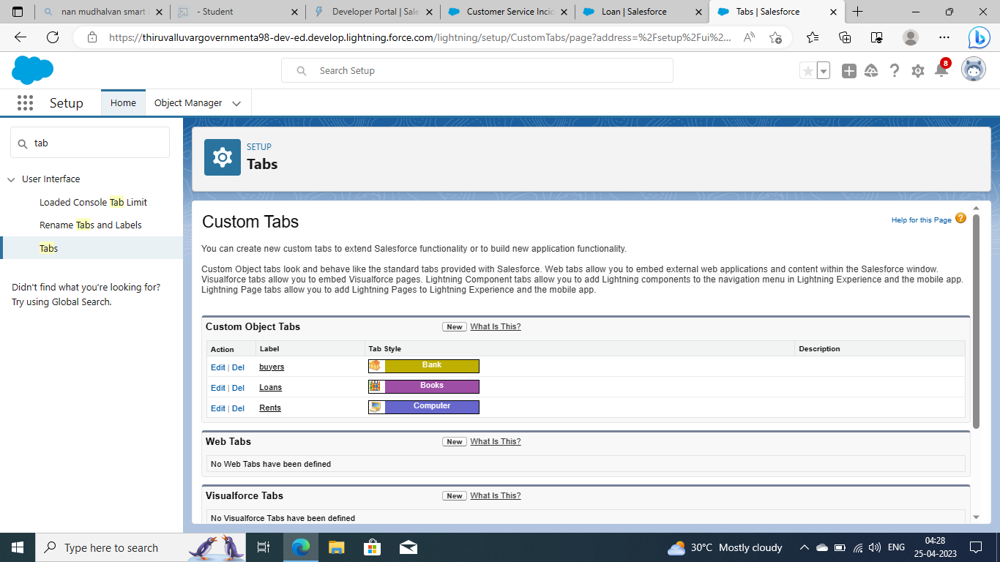 nan mudhalvan smart
- Student
Developer Portal | Sale
Customer Service Incid
Loan | Salesforce
Tabs | Salesforce
https://thiruvalluvargovernmenta98-dev-ed.develop.lightning.force.com/lightning/setup/CustomTabs/page?address=%2Fsetup%2Fui%2...
Search Setup
8
Setup
Home
Object Manager
tab
User Interface
Loaded Console Tab Limit
Rename Tabs and Labels
Tabs
Didn't find what you're looking for?
Try using Global Search.
SETUP
Tabs
Custom Tabs
Help for this Page
You can create new custom tabs to extend Salesforce functionality or to build new application functionality.
Custom Object tabs look and behave like the standard tabs provided with Salesforce. Web tabs allow you to embed external web applications and content within the Salesforce window.
Visualforce tabs allow you to embed Visualforce pages. Lightning Component tabs allow you to add Lightning components to the navigation menu in Lightning Experience and the mobile app.
Lightning Page tabs allow you to add Lightning Pages to Lightning Experience and the mobile app.
Custom Object Tabs New What Is This?
Action Label Tab Style Description
Edit | Del buyers Bank
Edit | Del Loans Books
Edit | Del Rents Computer
Web Tabs New What Is This?
No Web Tabs have been defined
Visualforce Tabs New What Is This?
No Visualforce Tabs have been defined
Type here to search
30°C Mostly cloudy
ENG
04:28
25-04-2023